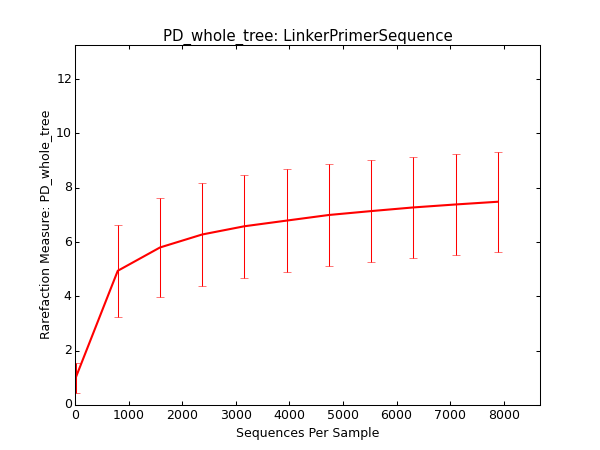 PD_whole_tree: LinkerPrimerSequence
Rarefaction Measure: PD_whole_tree
12
10
8
6
4
2
0
0 1000 2000 3000 4000 5000 6000 7000 8000
Sequences Per Sample